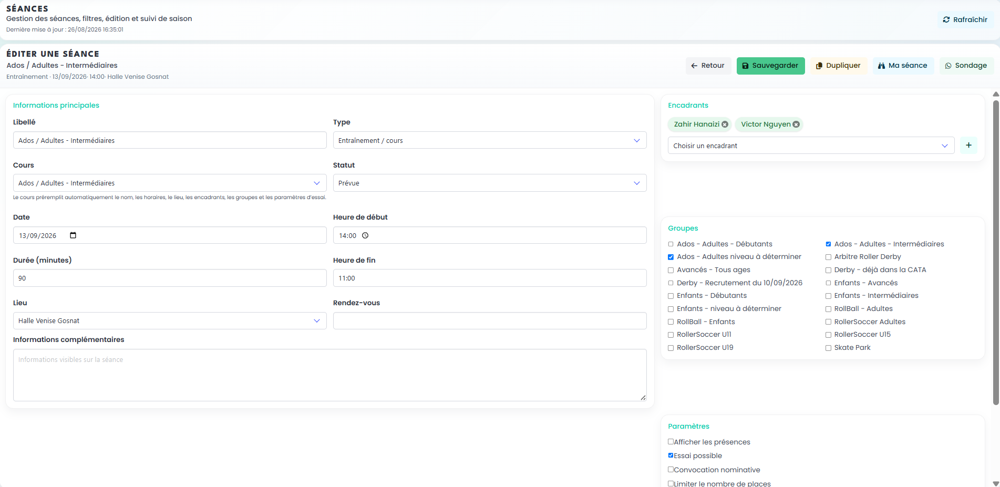 SÉANCES
Gestion des séances, filtres, édition et suivi de saison
Dernière mise à jour : 26/08/2026 16:35:01
Rafraîchir
ÉDITER UNE SÉANCE
Ados / Adultes - Intermédiaires
Entraînement · 13/09/2026· 14:00· Halle Venise Gosnat
Retour
Sauvegarder
Dupliquer
Ma séance
Sondage
Informations principales
Libellé
Ados / Adultes - Intermédiaires
Type
Entraînement / cours
Cours
Ados / Adultes - Intermédiaires
Le cours préremplit automatiquement le nom, les horaires, le lieu, les encadrants, les groupes et les paramètres d'essai.
Statut
Prévue
Date
13/09/2026
Heure de début
14:00
Durée (minutes)
90
Heure de fin
11:00
Lieu
Halle Venise Gosnat
Rendez-vous
Informations complémentaires
Informations visibles sur la séance
Encadrants
Zahir Hanaizi
Victor Nguyen
Choisir un encadrant
+
Groupes
Ados - Adultes - Débutants
Ados - Adultes - Intermédiaires
Ados - Adultes niveau à déterminer
Arbitre Roller Derby
Avancés - Tous ages
Derby - déjà dans la CATA
Derby - Recrutement du 10/09/2026
Enfants - Avancés
Enfants - Débutants
Enfants - Intermédiaires
Enfants - niveau à déterminer
RollBall - Adultes
RollBall - Enfants
RollerSoccer Adultes
RollerSoccer U11
RollerSoccer U15
RollerSoccer U19
Skate Park
Paramètres
Afficher les présences
Essai possible
Convocation nominative
Limiter le nombre de places